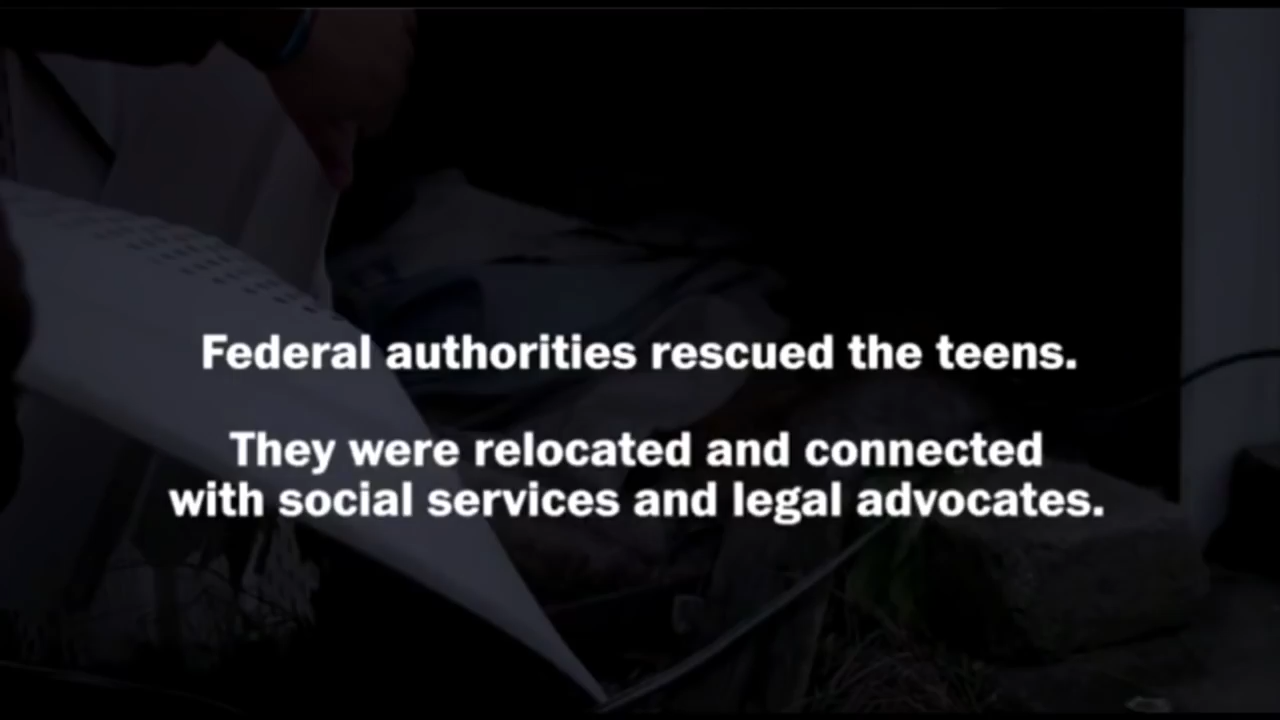 Federal authorities rescued the teens.
They were relocated and connected
with social services and legal advocates.